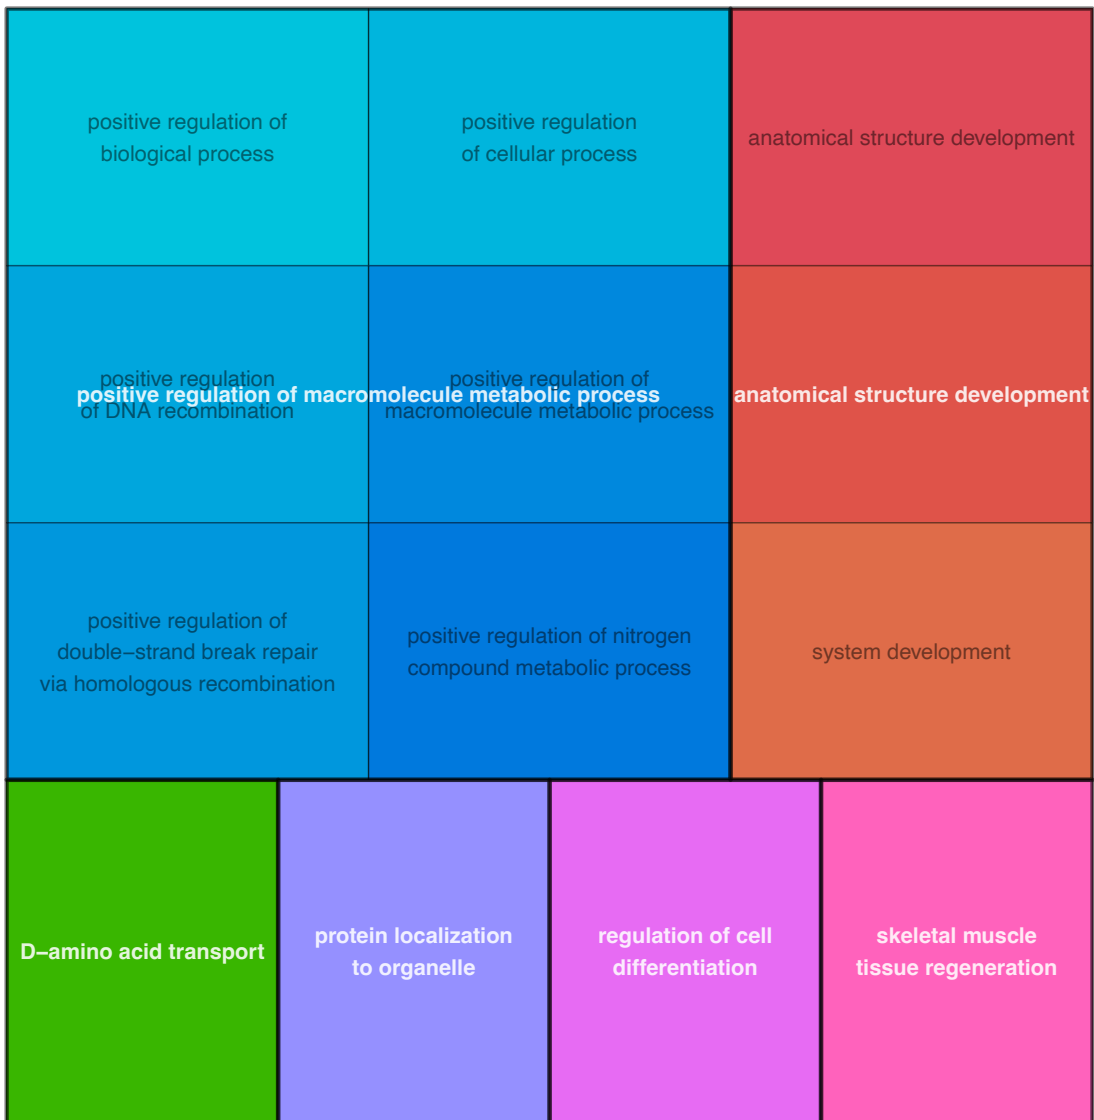 positive regulation of
biological process
positive regulation
of cellular process
anatomical structure development
positive regulation
of DNA recombination
positive regulation of
macromolecule metabolic process
positive regulation of macromolecule metabolic process
anatomical structure development
positive regulation of
double−strand break repair
via homologous recombination
positive regulation of nitrogen
compound metabolic process
system development
D−amino acid transport
protein localization
to organelle
regulation of cell
differentiation
skeletal muscle
tissue regeneration